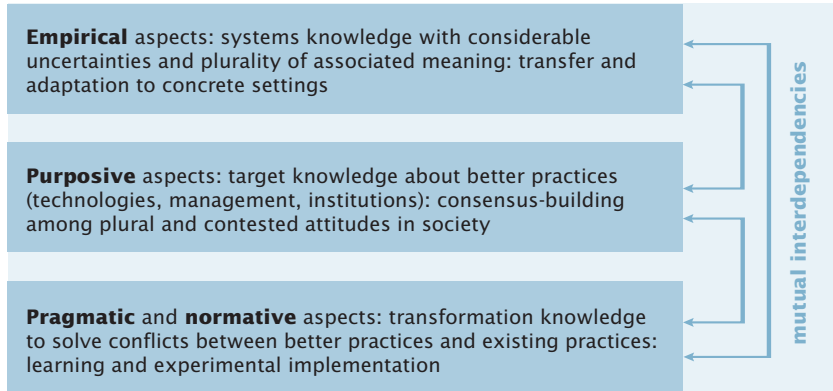 Empirical aspects: systems knowledge with considerable
uncertainties and plurality of associated meaning: transfer and
adaptation to concrete settings
Purposive aspects: target knowledge about better practices
(technologies, management, institutions): consensus-building
among plural and contested attitudes in society
Pragmatic and normative aspects: transformation knowledge
to solve conflicts between better practices and existing practices:
learning and experimental implementation
mutual interdependencies